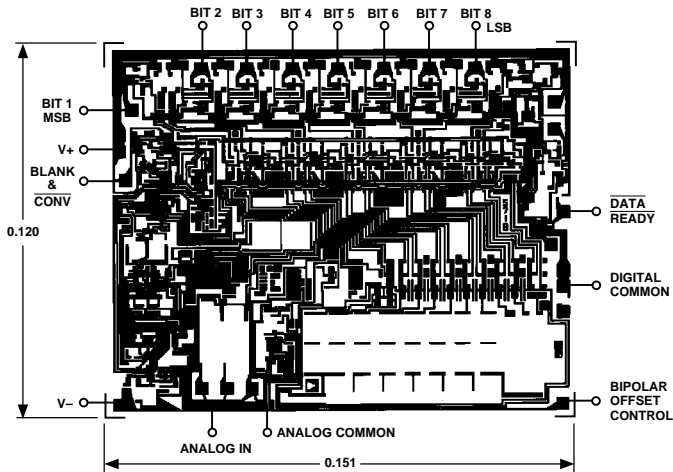 BIT 2 BIT 3 BIT 4 BIT 5 BIT 6 BIT 7 BIT 8
LSB
BIT 1
MSB
V+
BLANK
&
CONV
0.120
DATA
READY
DIGITAL
COMMON
BIPOLAR
OFFSET
CONTROL
V–
ANALOG COMMON
ANALOG IN
0.151